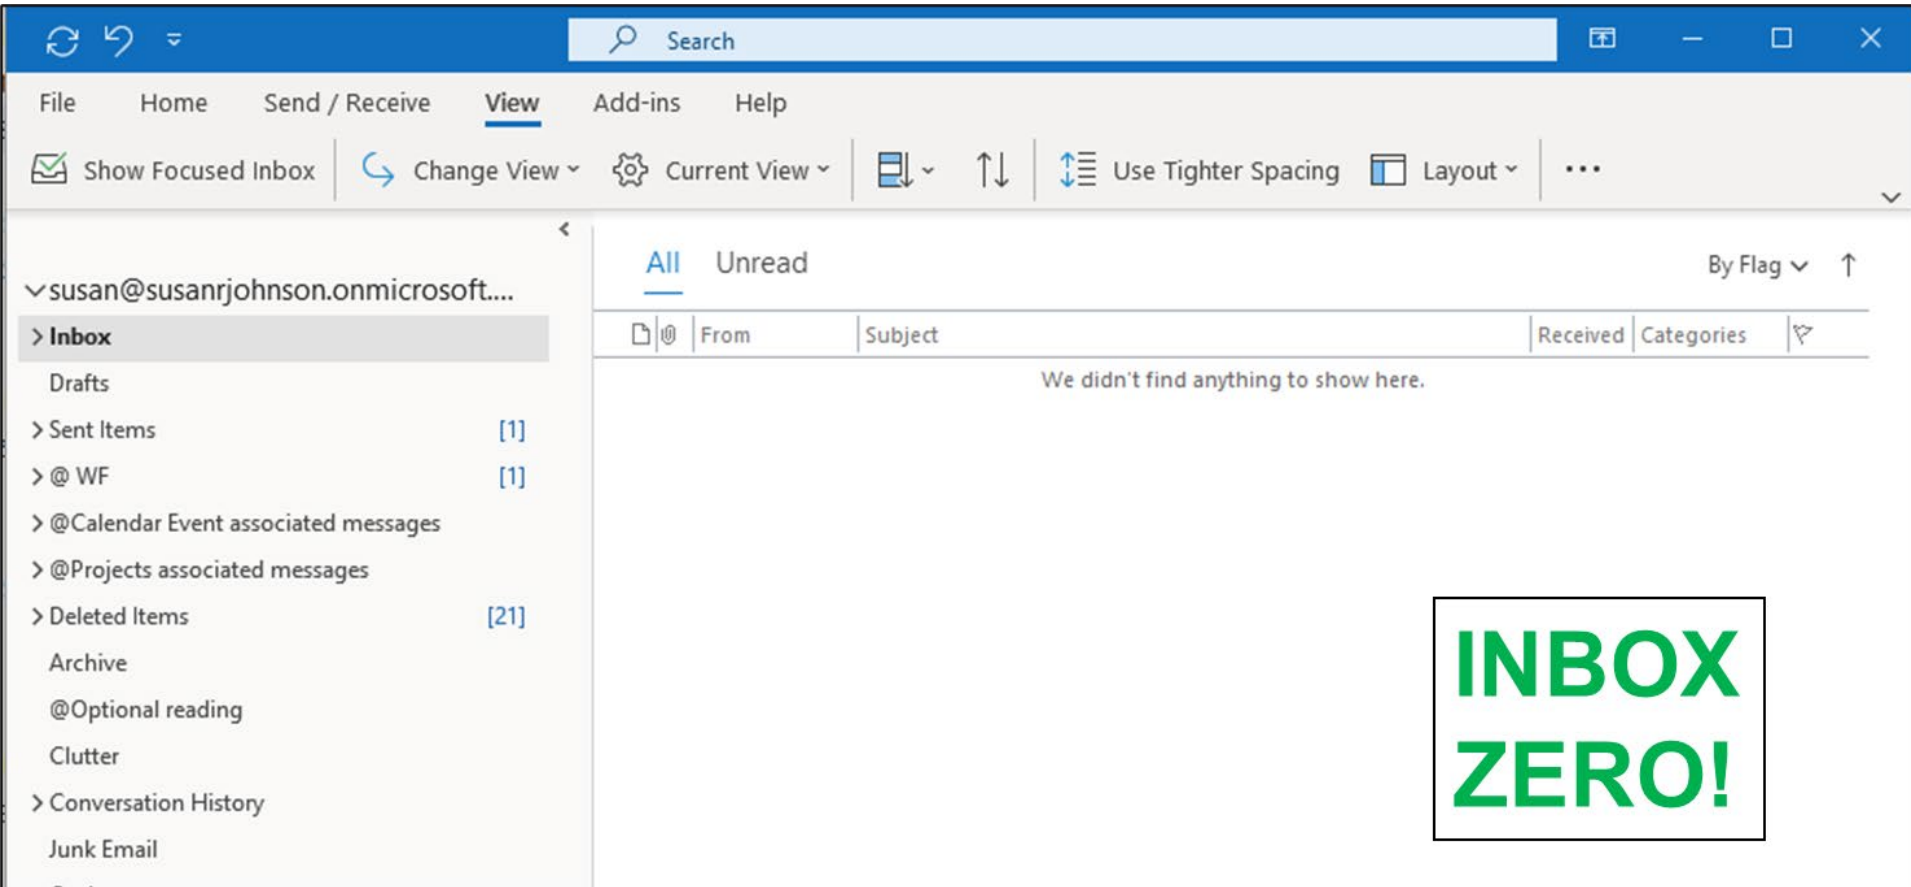 Search
File Home Send / Receive View Add-ins Help
Show Focused Inbox Change View Current View Use Tighter Spacing Layout ...
susan@susanrjohnson.onmicrosoft....
Inbox
Drafts
Sent Items [1]
@ WF [1]
@Calendar Event associated messages
@Projects associated messages
Deleted Items [21]
Archive
@Optional reading
Clutter
Conversation History
Junk Email
All Unread By Flag
From Subject Received Categories
We didn't find anything to show here.
INBOX
ZERO!